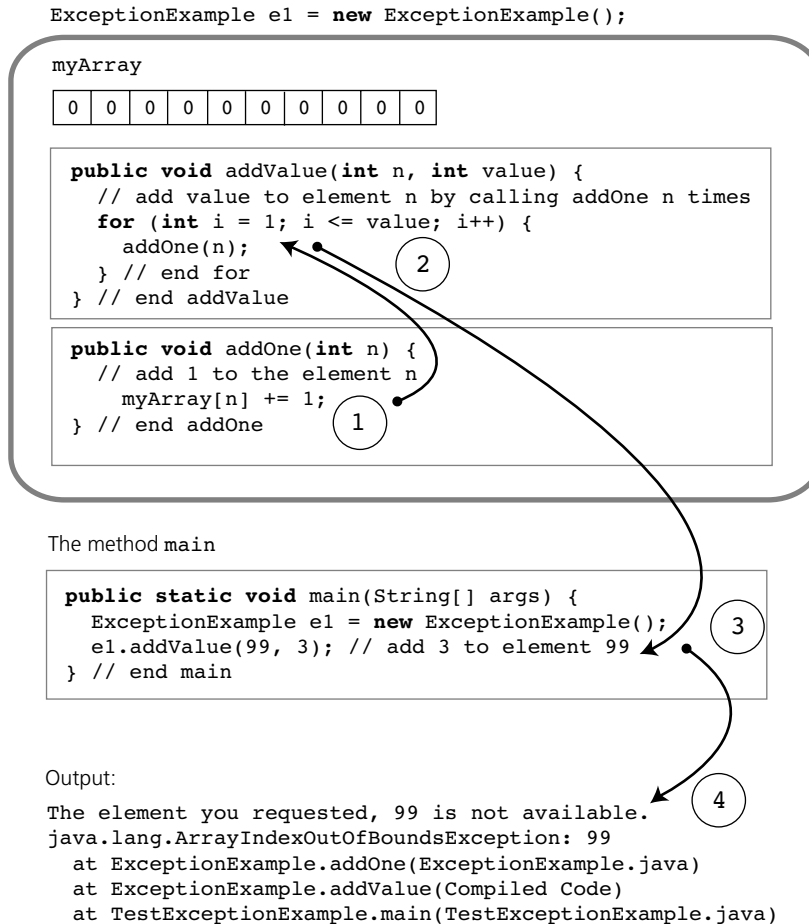 ExceptionExample e1 = new ExceptionExample();
myArray
0 0 0 0 0 0 0 0 0 0
public void addValue(int n, int value) {
// add value to element n by calling addOne n times
for (int i = 1; i <= value; i++) {
addOne(n);
2
} // end for
} // end addValue
public void addOne(int n) {
// add 1 to the element n
myArray[n] += 1;
1
} // end addOne
The method main
public static void main(String[] args) {
ExceptionExample e1 = new ExceptionExample();
3
e1.addValue(99, 3); // add 3 to element 99
} // end main
Output:
4
The element you requested, 99 is not available.
java.lang.ArrayIndexOutOfBoundsException: 99
at ExceptionExample.addOne(ExceptionExample.java)
at ExceptionExample.addValue(Compiled Code)
at TestExceptionExample.main(TestExceptionExample.java)